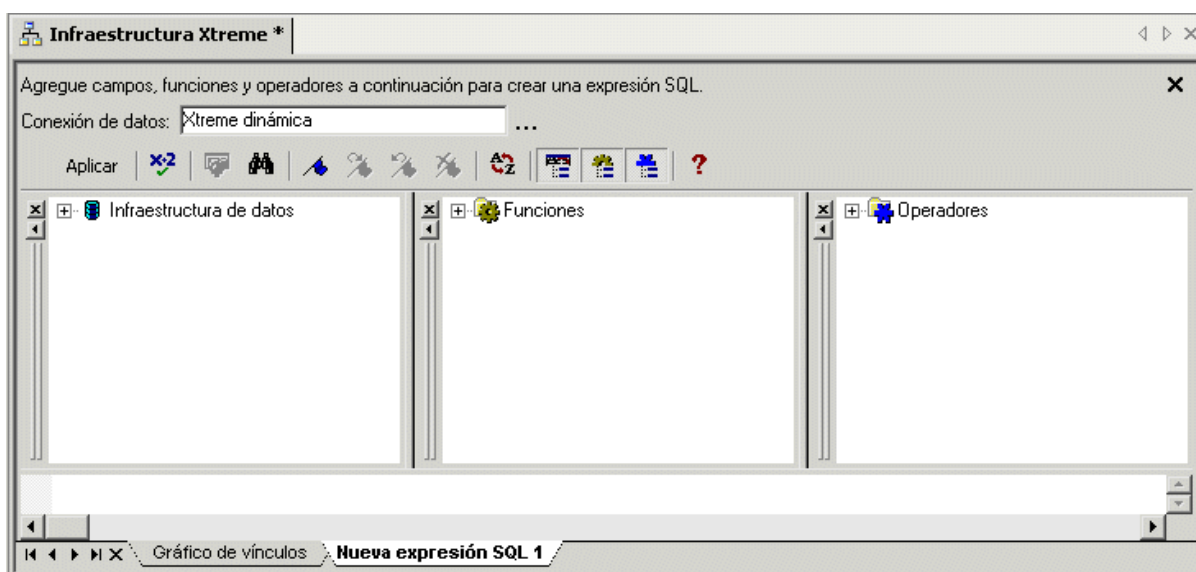 Infraestructura Xtreme *
Agregue campos, funciones y operadores a continuación para crear una expresión SQL.
Conexión de datos: Xtreme dinámica ...
Aplicar
Infraestructura de datos
Funciones
Operadores
Gráfico de vínculos
Nueva expresión SQL 1